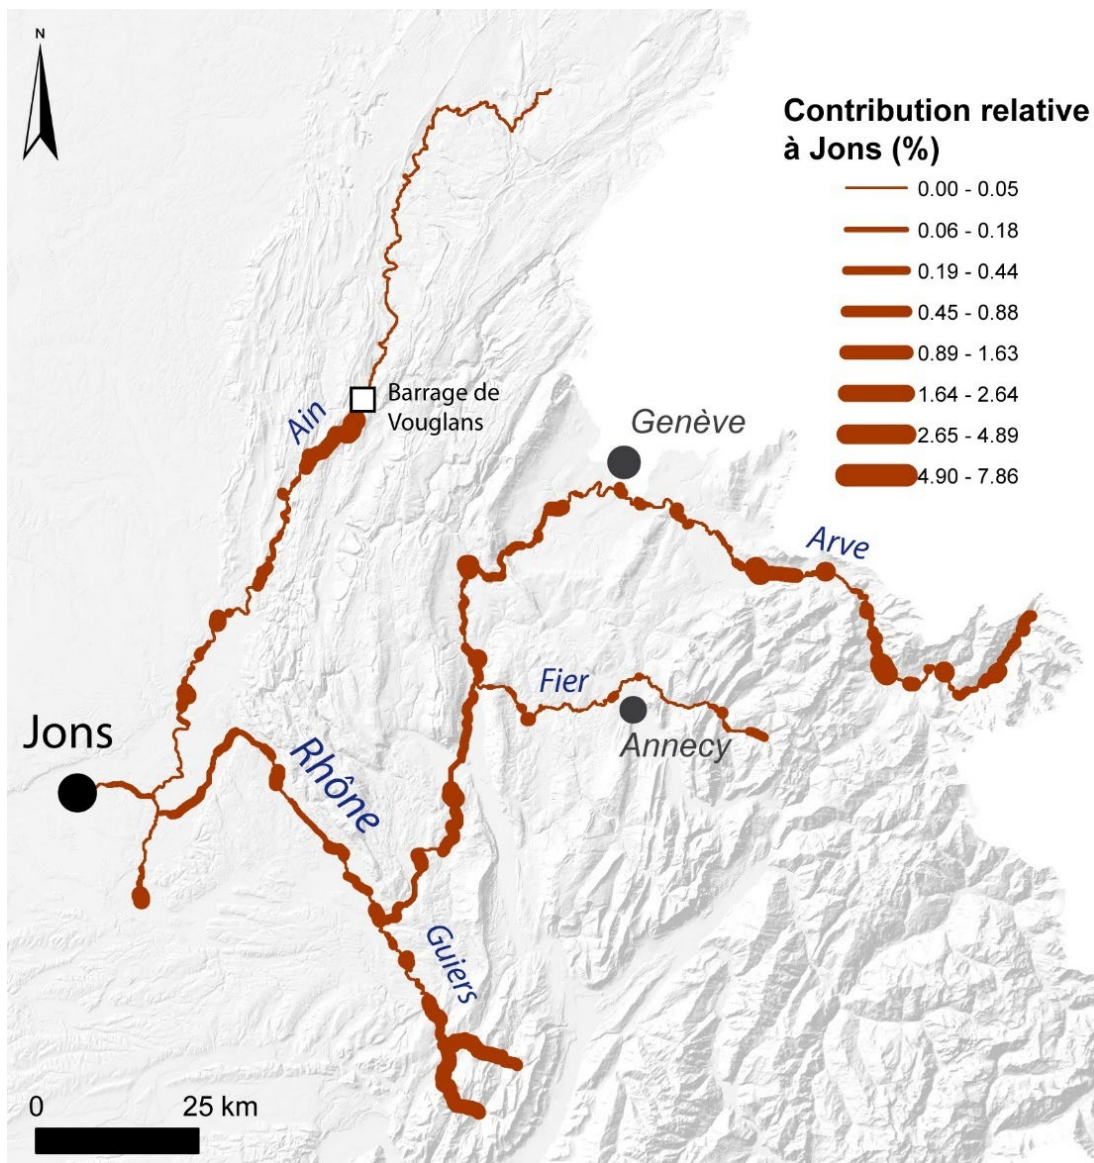 N
Contribution relative
à Jons (%)
0.00 - 0.05
0.06 - 0.18
0.19 - 0.44
0.45 - 0.88
0.89 - 1.63
1.64 - 2.64
2.65 - 4.89
4.90 - 7.86
Barrage de
Vouglans
Ain
Genève
Arve
Fier
Annecy
Jons
Rhône
Guiers
0 25 km